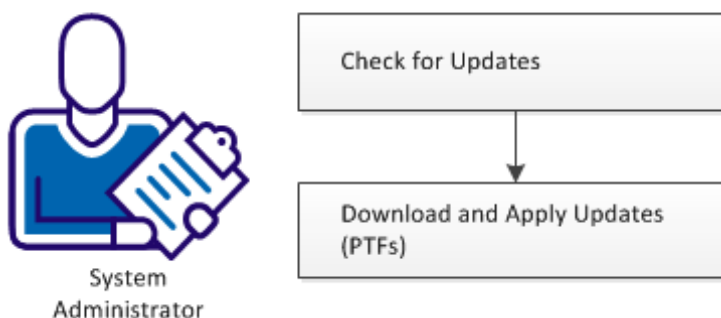 Check for Updates
Download and Apply Updates
(PTFs)
System
Administrator